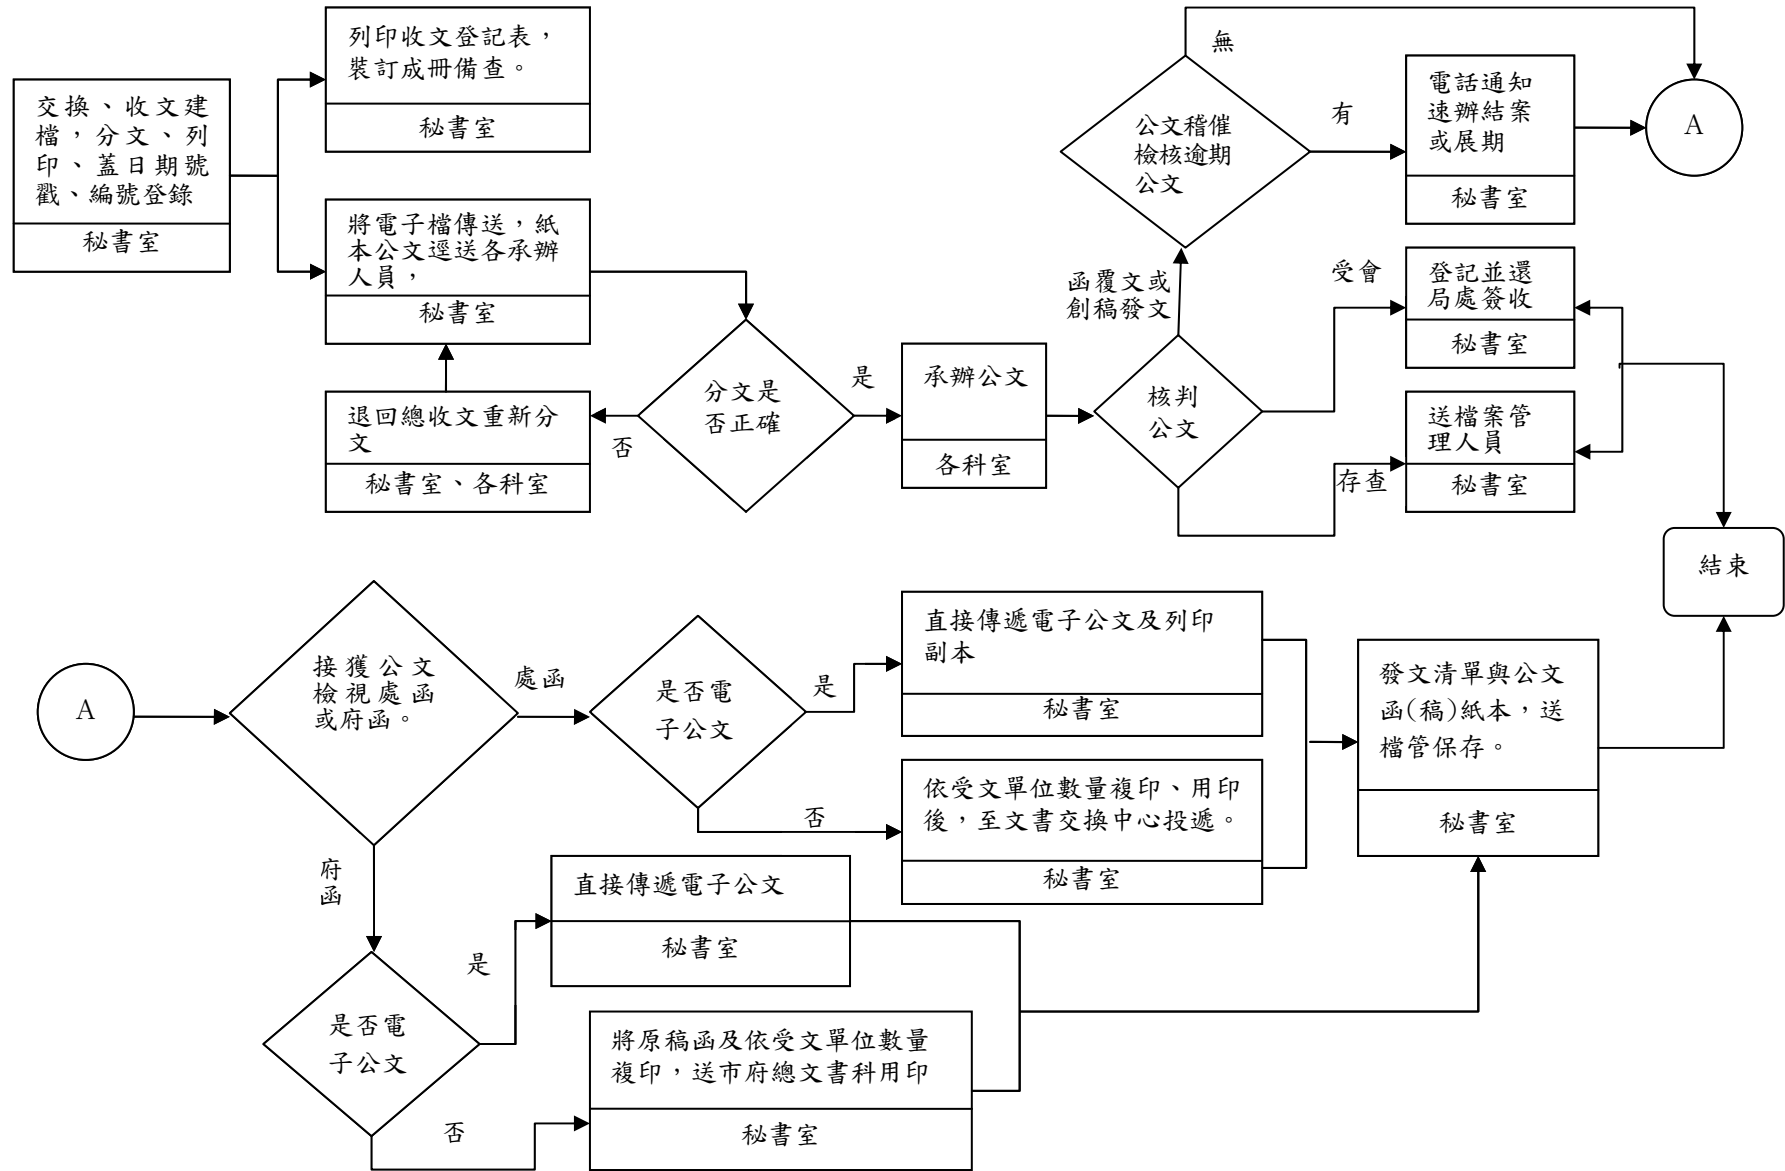 交換、收文建
檔，分文、列
印、蓋日期號
戳、編號登錄
秘書室
列印收文登記表，
裝訂成冊備查。
秘書室
將電子檔傳送，紙
本公文逕送各承辦
人員，
秘書室
退回總收文重新分
文
秘書室、各科室
分文是
否正確
否
是
承辦公文
各科室
核判
公文
函覆文或
創稿發文
受會
存查
公文稽催
檢核逾期
公文
無
有
電話通知
速辦結案
或展期
秘書室
A
登記並還
局處簽收
秘書室
送檔案管
理人員
秘書室
結束
A
接獲公文
檢視處函
或府函。
處函
府
函
是否電
子公文
是
否
直接傳遞電子公文及列印
副本
秘書室
依受文單位數量複印、用印
後，至文書交換中心投遞。
秘書室
發文清單與公文
函(稿)紙本，送
檔管保存。
秘書室
是否電
子公文
是
否
直接傳遞電子公文
秘書室
將原稿函及依受文單位數量
複印，送市府總文書科用印
秘書室